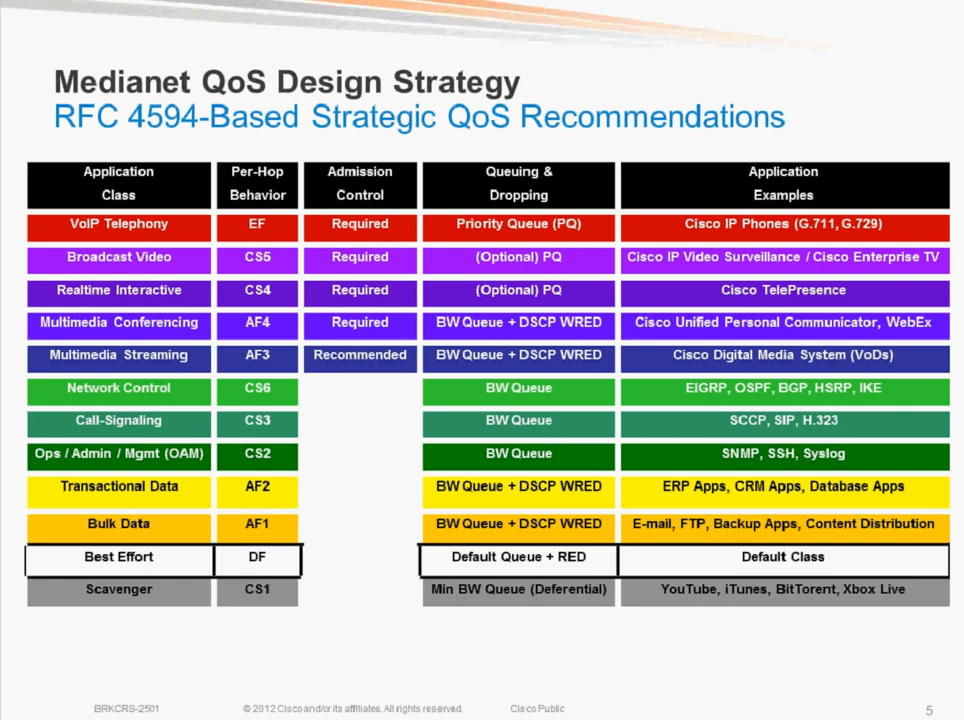 Medianet QoS Design Strategy
RFC 4594-Based Strategic QoS Recommendations
Application Class Per-Hop Behavior Admission Control Queuing & Dropping Application Examples
VoIP Telephony EF Required Priority Queue (PQ) Cisco IP Phones (G.711, G.729)
Broadcast Video CS5 Required (Optional) PQ Cisco IP Video Surveillance / Cisco Enterprise TV
Realtime Interactive CS4 Required (Optional) PQ Cisco TelePresence
Multimedia Conferencing AF4 Required BW Queue + DSCP WRED Cisco Unified Personal Communicator, WebEx
Multimedia Streaming AF3 Recommended BW Queue + DSCP WRED Cisco Digital Media System (VoDs)
Network Control CS6 BW Queue EIGRP, OSPF, BGP, HSRP, IKE
Call-Signaling CS3 BW Queue SCCP, SIP, H.323
Ops / Admin / Mgmt (OAM) CS2 BW Queue SNMP, SSH, Syslog
Transactional Data AF2 BW Queue + DSCP WRED ERP Apps, CRM Apps, Database Apps
Bulk Data AF1 BW Queue + DSCP WRED E-mail, FTP, Backup Apps, Content Distribution
Best Effort DF Default Queue + RED Default Class
Scavenger CS1 Min BW Queue (Deferential) YouTube, iTunes, BitTorent, Xbox Live
BRKCRS-2501 © 2012 Cisco and/or its affiliates. All rights reserved. Cisco Public 5